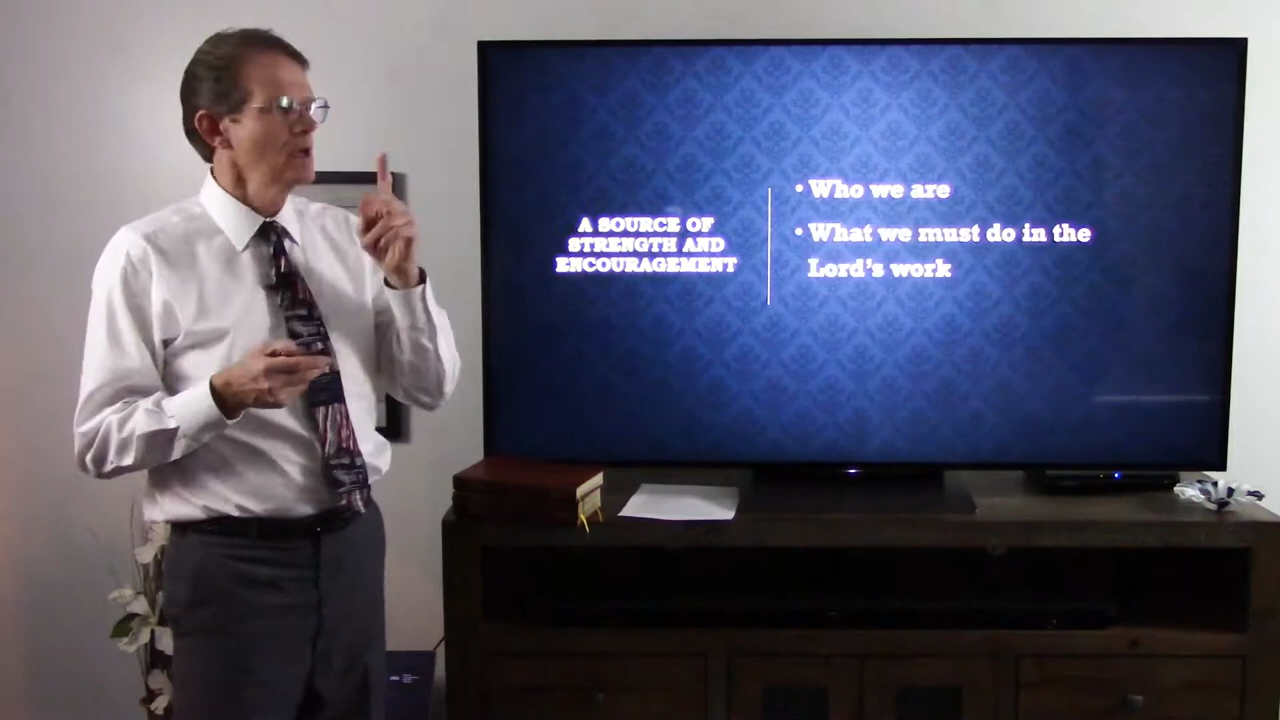 A SOURCE OF
STRENGTH AND
ENCOURAGEMENT
• Who we are
• What we must do in the
Lord's work